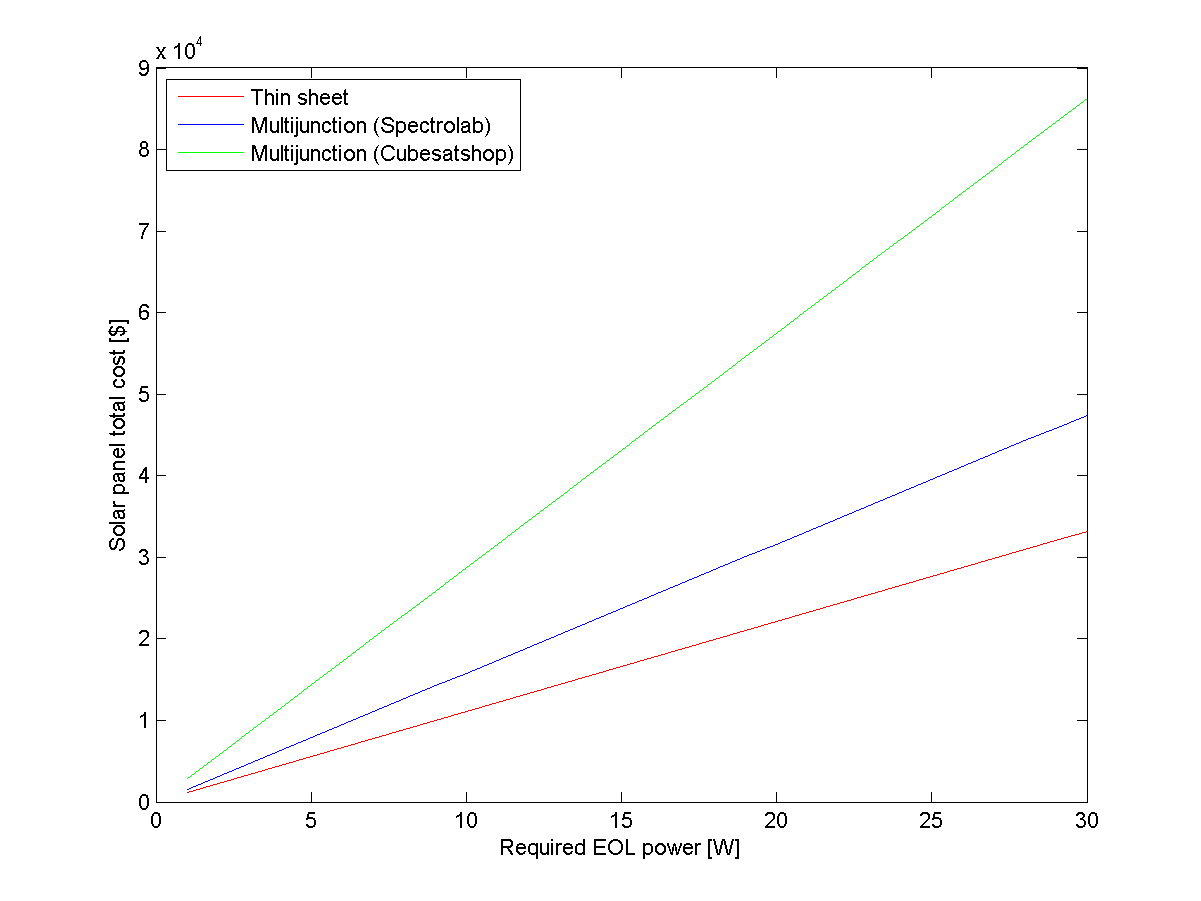 x 10^4
9
8
7
6
5
4
3
2
1
0
Solar panel total cost [$]
Thin sheet
Multijunction (Spectrolab)
Multijunction (Cubesatshop)
0 5 10 15 20 25 30
Required EOL power [W]